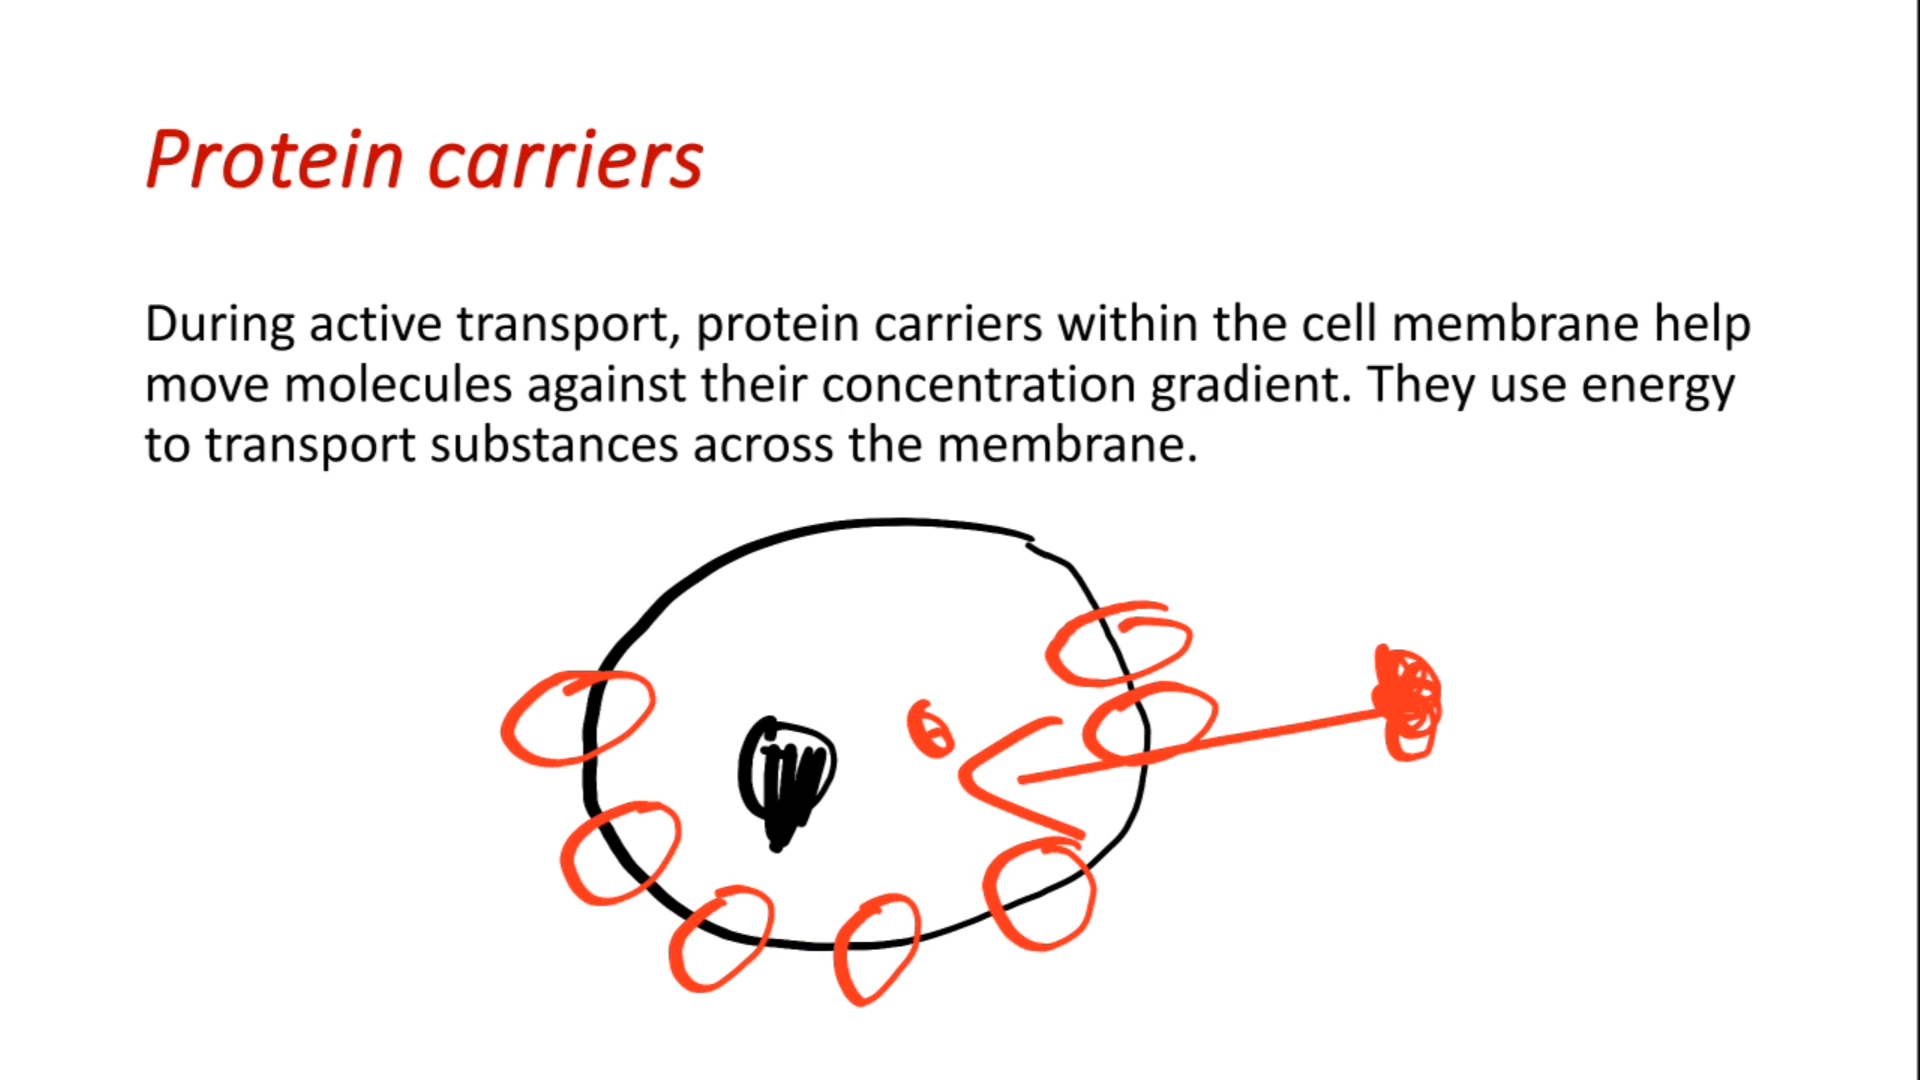 Protein carriers
During active transport, protein carriers within the cell membrane help
move molecules against their concentration gradient. They use energy
to transport substances across the membrane.